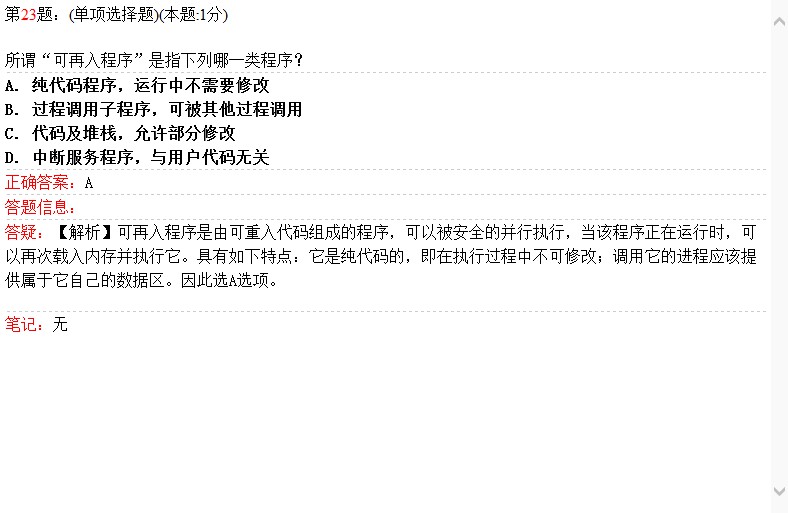 第23题：(单项选择题)(本题:1分)
所谓“可再入程序”是指下列哪一类程序?
A. 纯代码程序，运行中不需要修改
B. 过程调用子程序，可被其他过程调用
C. 代码及堆栈，允许部分修改
D. 中断服务程序，与用户代码无关
正确答案：A
答题信息：
答疑：【解析】可再入程序是由可重入代码组成的程序，可以被安全的并行执行，当该程序正在运行时，可
以再次载入内存并执行它。具有如下特点：它是纯代码的，即在执行过程中不可修改；调用它的进程应该提
供属于它自己的数据区。因此选A选项。
笔记：无